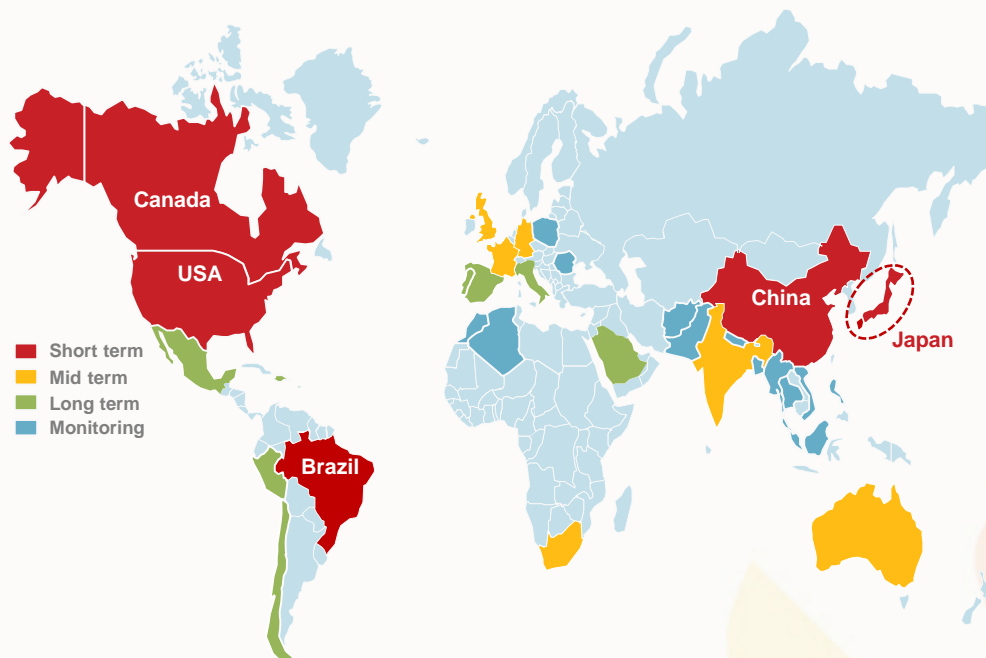 Canada
USA
China
Japan
Short term
Mid term
Long term
Monitoring
Brazil